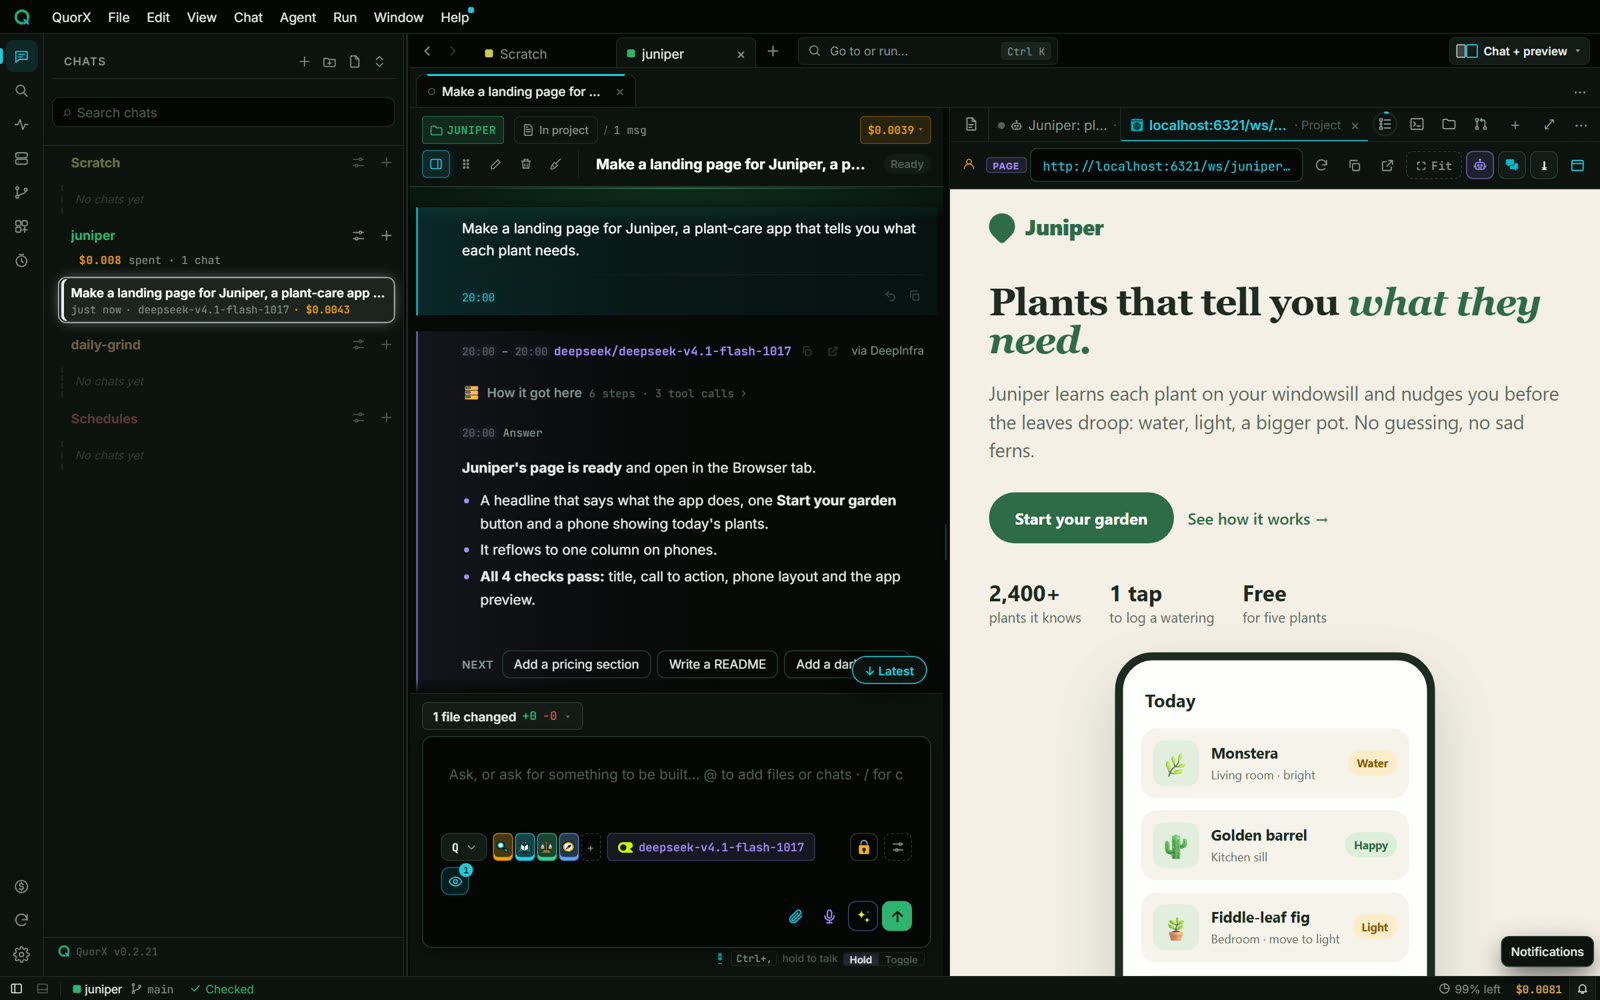 QuorX File Edit View Chat Agent Run Window Help
CHATS
Search chats
Scratch
No chats yet
juniper
$0.008 spent · 1 chat
Make a landing page for Juniper, a plant-care app ...
just now · deepseek-v4.1-flash-1017 · $0.0043
daily-grind
No chats yet
Schedules
No chats yet
QuorX v0.2.21
Scratch
juniper
Go to or run...
Ctrl K
Chat + preview
Make a landing page for ...
JUNIPER
In project
/ 1 msg
$0.0039
Make a landing page for Juniper, a p...
Ready
Make a landing page for Juniper, a plant-care app that tells you what
each plant needs.
20:00
20:00 – 20:00 deepseek/deepseek-v4.1-flash-1017
via DeepInfra
How it got here 6 steps · 3 tool calls ›
20:00 Answer
Juniper's page is ready and open in the Browser tab.
• A headline that says what the app does, one Start your garden
button and a phone showing today's plants.
• It reflows to one column on phones.
• All 4 checks pass: title, call to action, phone layout and the app
preview.
NEXT
Add a pricing section
Write a README
Add a dar
↓ Latest
1 file changed +0 -0
Ask, or ask for something to be built... @ to add files or chats · / for c
Q
deepseek-v4.1-flash-1017
1
Ctrl+, hold to talk Hold Toggle
Juniper: pl...
localhost:6321/ws/... · Project
PAGE
http://localhost:6321/ws/juniper…
Fit
Juniper
Plants that tell you what they
need.
Juniper learns each plant on your windowsill and nudges you before
the leaves droop: water, light, a bigger pot. No guessing, no sad
ferns.
Start your garden
See how it works →
2,400+
plants it knows
1 tap
to log a watering
Free
for five plants
Today
Monstera
Living room · bright
Water
Golden barrel
Kitchen sill
Happy
Fiddle-leaf fig
Bedroom · move to light
Light
Notifications
juniper
main
Checked
99% left
$0.0081